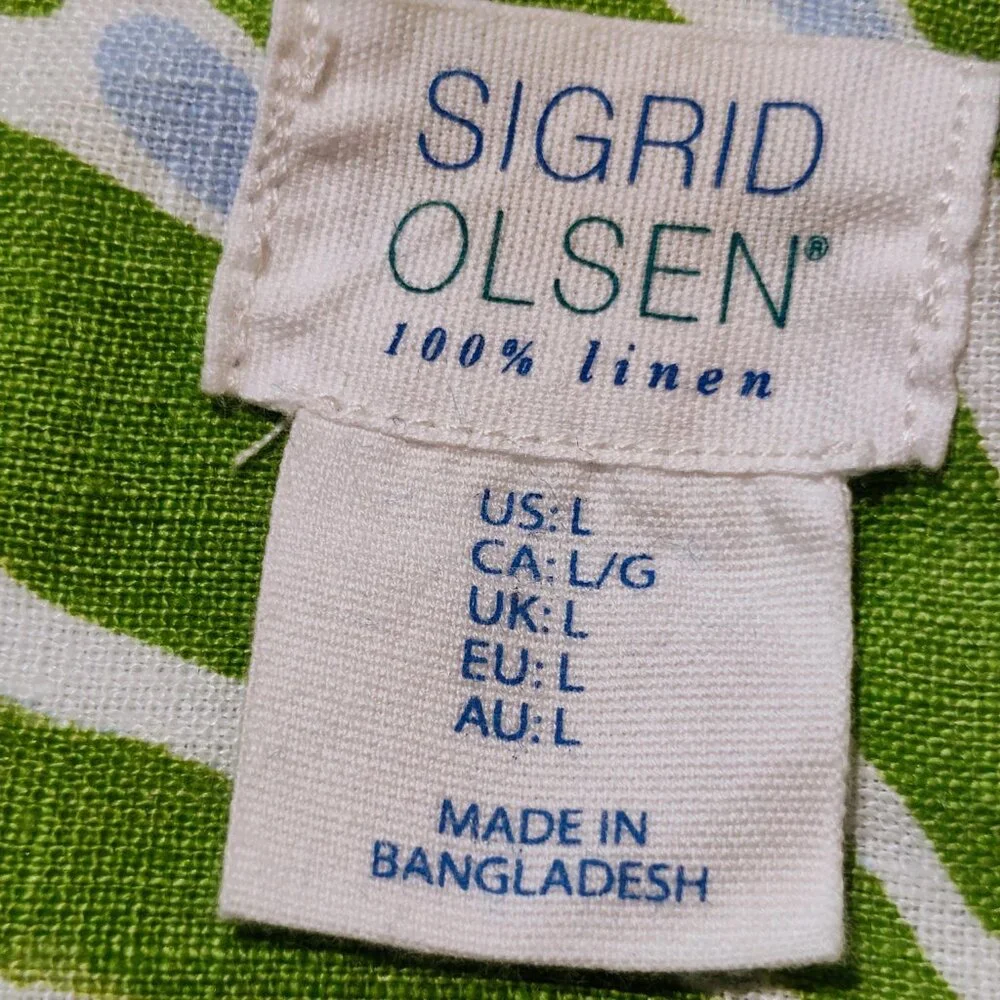 SIGRID
OLSEN®
100% linen
US: L
CA: L/G
UK: L
EU: L
AU: L
MADE IN
BANGLADESH